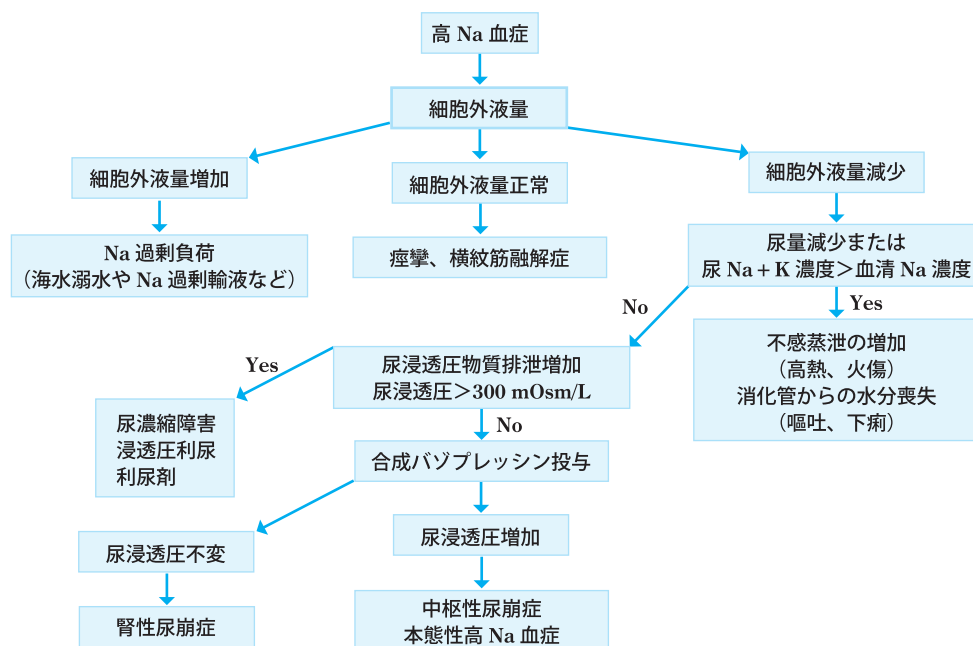 高 Na 血症
細胞外液量
細胞外液量増加
細胞外液量正常
細胞外液量減少
Na 過剰負荷
（海水溺水や Na 過剰輸液など）
痙攣、横紋筋融解症
尿量減少または
尿 Na + K 濃度＞血清 Na 濃度
No
Yes
不感蒸泄の増加
（高熱、火傷）
消化管からの水分喪失
（嘔吐、下痢）
尿浸透圧物質排泄増加
尿浸透圧＞300 mOsm/L
Yes
No
尿濃縮障害
浸透圧利尿
利尿剤
合成バゾプレッシン投与
尿浸透圧不変
尿浸透圧増加
腎性尿崩症
中枢性尿崩症
本態性高 Na 血症